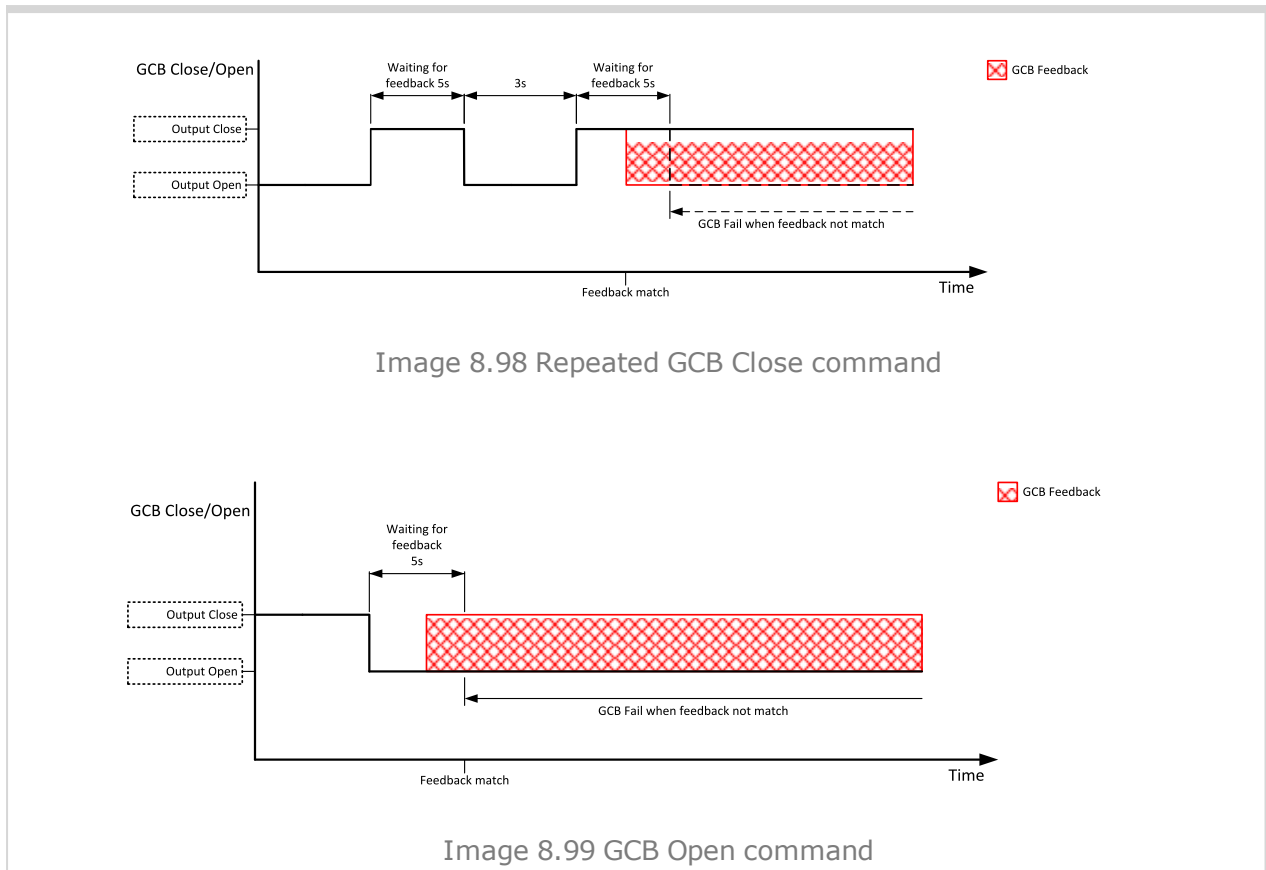 GCB Close/Open
Waiting for
feedback 5s
3s
Waiting for
feedback 5s
GCB Feedback
Output Close
Output Open
GCB Fail when feedback not match
Feedback match
Time
Image 8.98 Repeated GCB Close command
GCB Close/Open
Waiting for
feedback
5s
GCB Feedback
Output Close
Output Open
GCB Fail when feedback not match
Feedback match
Time
Image 8.99 GCB Open command